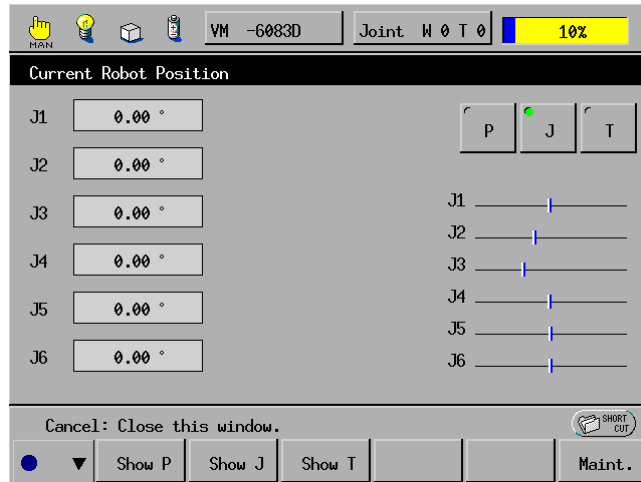 MAN VM -6083D Joint W 0 T 0 10%
Current Robot Position
J1 0.00 °
J2 0.00 °
J3 0.00 °
J4 0.00 °
J5 0.00 °
J6 0.00 °
P J T
J1
J2
J3
J4
J5
J6
Cancel: Close this window.
SHORT
CUT
Show P Show J Show T Maint.